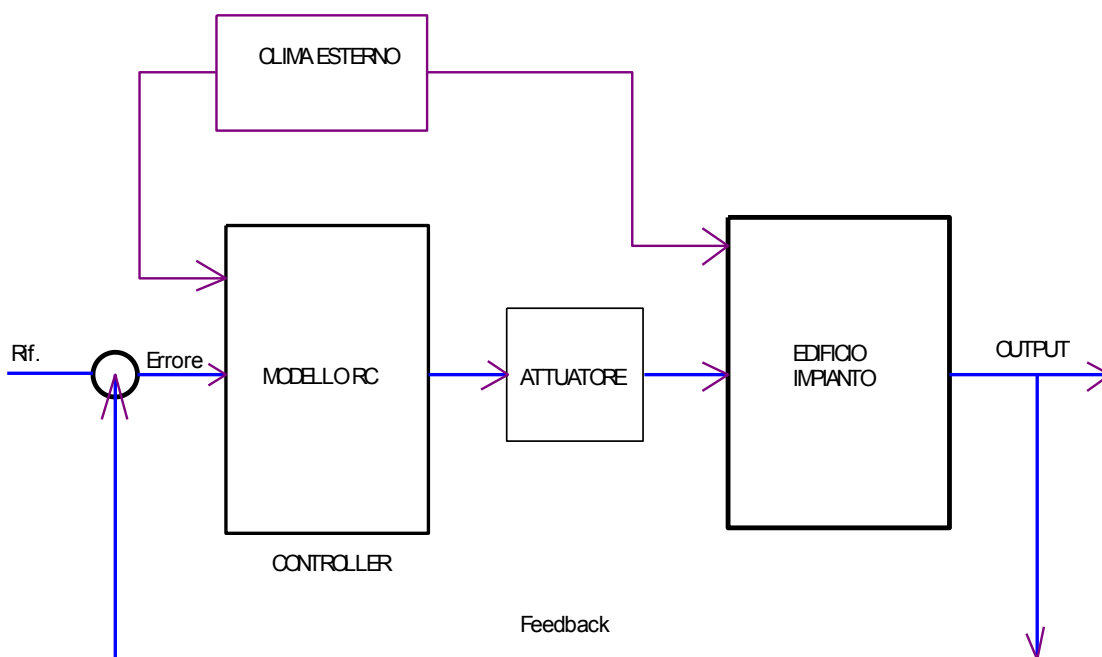 CLIMA ESTERNO
Rif.
Errore
MODELLO RC
ATTUATORE
EDIFICIO
IMPIANTO
OUTPUT
CONTROLLER
Feedback